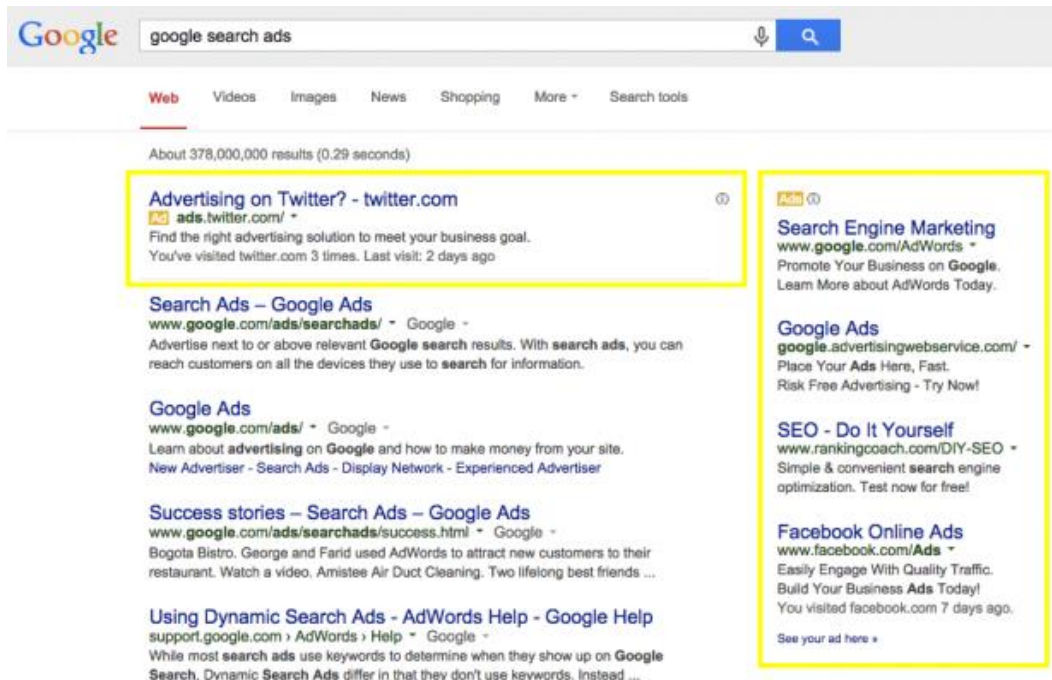 Google
google search ads
Web Videos Images News Shopping More Search tools
About 378,000,000 results (0.29 seconds)
Advertising on Twitter? - twitter.com
Ad ads.twitter.com/
Find the right advertising solution to meet your business goal.
You've visited twitter.com 3 times. Last visit: 2 days ago
Search Ads – Google Ads
www.google.com/ads/searchads/ Google
Advertise next to or above relevant Google search results. With search ads, you can
reach customers on all the devices they use to search for information.
Google Ads
www.google.com/ads/ Google
Learn about advertising on Google and how to make money from your site.
New Advertiser - Search Ads - Display Network - Experienced Advertiser
Success stories – Search Ads – Google Ads
www.google.com/ads/searchads/success.html Google
Bogota Bistro. George and Farid used AdWords to attract new customers to their
restaurant. Watch a video. Amistee Air Duct Cleaning. Two lifelong best friends ...
Using Dynamic Search Ads - AdWords Help - Google Help
support.google.com › AdWords › Help Google
While most search ads use keywords to determine when they show up on Google
Search, Dynamic Search Ads differ in that they don't use keywords. Instead ...
Ads
Search Engine Marketing
www.google.com/AdWords
Promote Your Business on Google.
Learn More about AdWords Today.
Google Ads
google.advertisingwebservice.com/
Place Your Ads Here, Fast.
Risk Free Advertising - Try Now!
SEO - Do It Yourself
www.rankingcoach.com/DIY-SEO
Simple & convenient search engine
optimization. Test now for free!
Facebook Online Ads
www.facebook.com/Ads
Easily Engage With Quality Traffic.
Build Your Business Ads Today!
You visited facebook.com 7 days ago.
See your ad here »